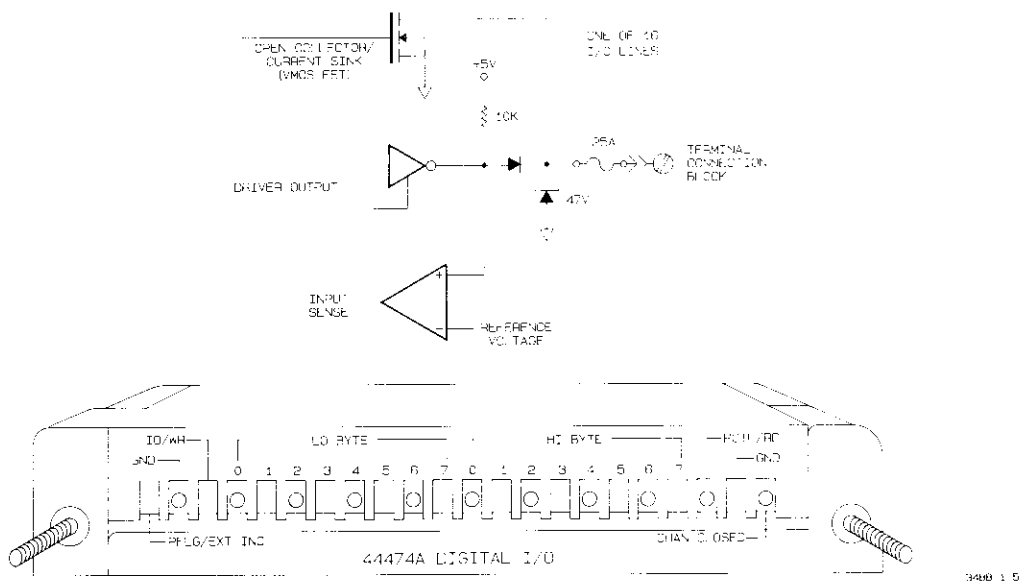 OPEN COLLECTOR/
CURRENT SINK
(VMOS FET)
ONE OF 16
I/O LINES
+5V
10K
.25A
TERMINAL
CONNECTION
BLOCK
DRIVER OUTPUT
47V
INPUT
SENSE
+
−
REFERENCE
VOLTAGE
IO/WR
LO BYTE
HI BYTE
GND
GND
0 1 2 3 4 5 6 7 0 1 2 3 4 5 6 7
PFLG/EXT INC
44474A DIGITAL I/O